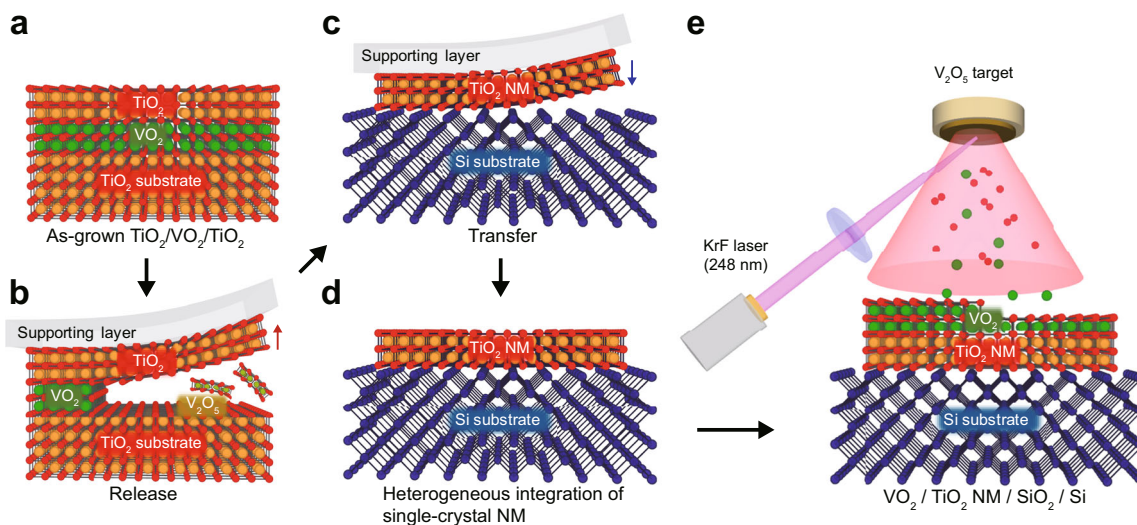 a
TiO₂
VO₂
TiO₂ substrate
As-grown TiO₂/VO₂/TiO₂
b
Supporting layer
TiO₂
VO₂
V₂O₅
TiO₂ substrate
Release
c
Supporting layer
TiO₂ NM
Si substrate
Transfer
d
TiO₂ NM
Si substrate
Heterogeneous integration of
single-crystal NM
e
V₂O₅ target
KrF laser
(248 nm)
VO₂
TiO₂ NM
Si substrate
VO₂ / TiO₂ NM / SiO₂ / Si